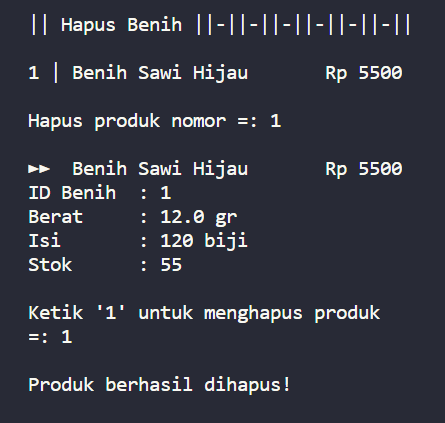 || Hapus Benih ||-||-||-||-||-||-||
1 | Benih Sawi Hijau       Rp 5500
Hapus produk nomor =: 1
►►  Benih Sawi Hijau       Rp 5500
ID Benih  : 1
Berat     : 12.0 gr
Isi       : 120 biji
Stok      : 55
Ketik '1' untuk menghapus produk
=: 1
Produk berhasil dihapus!